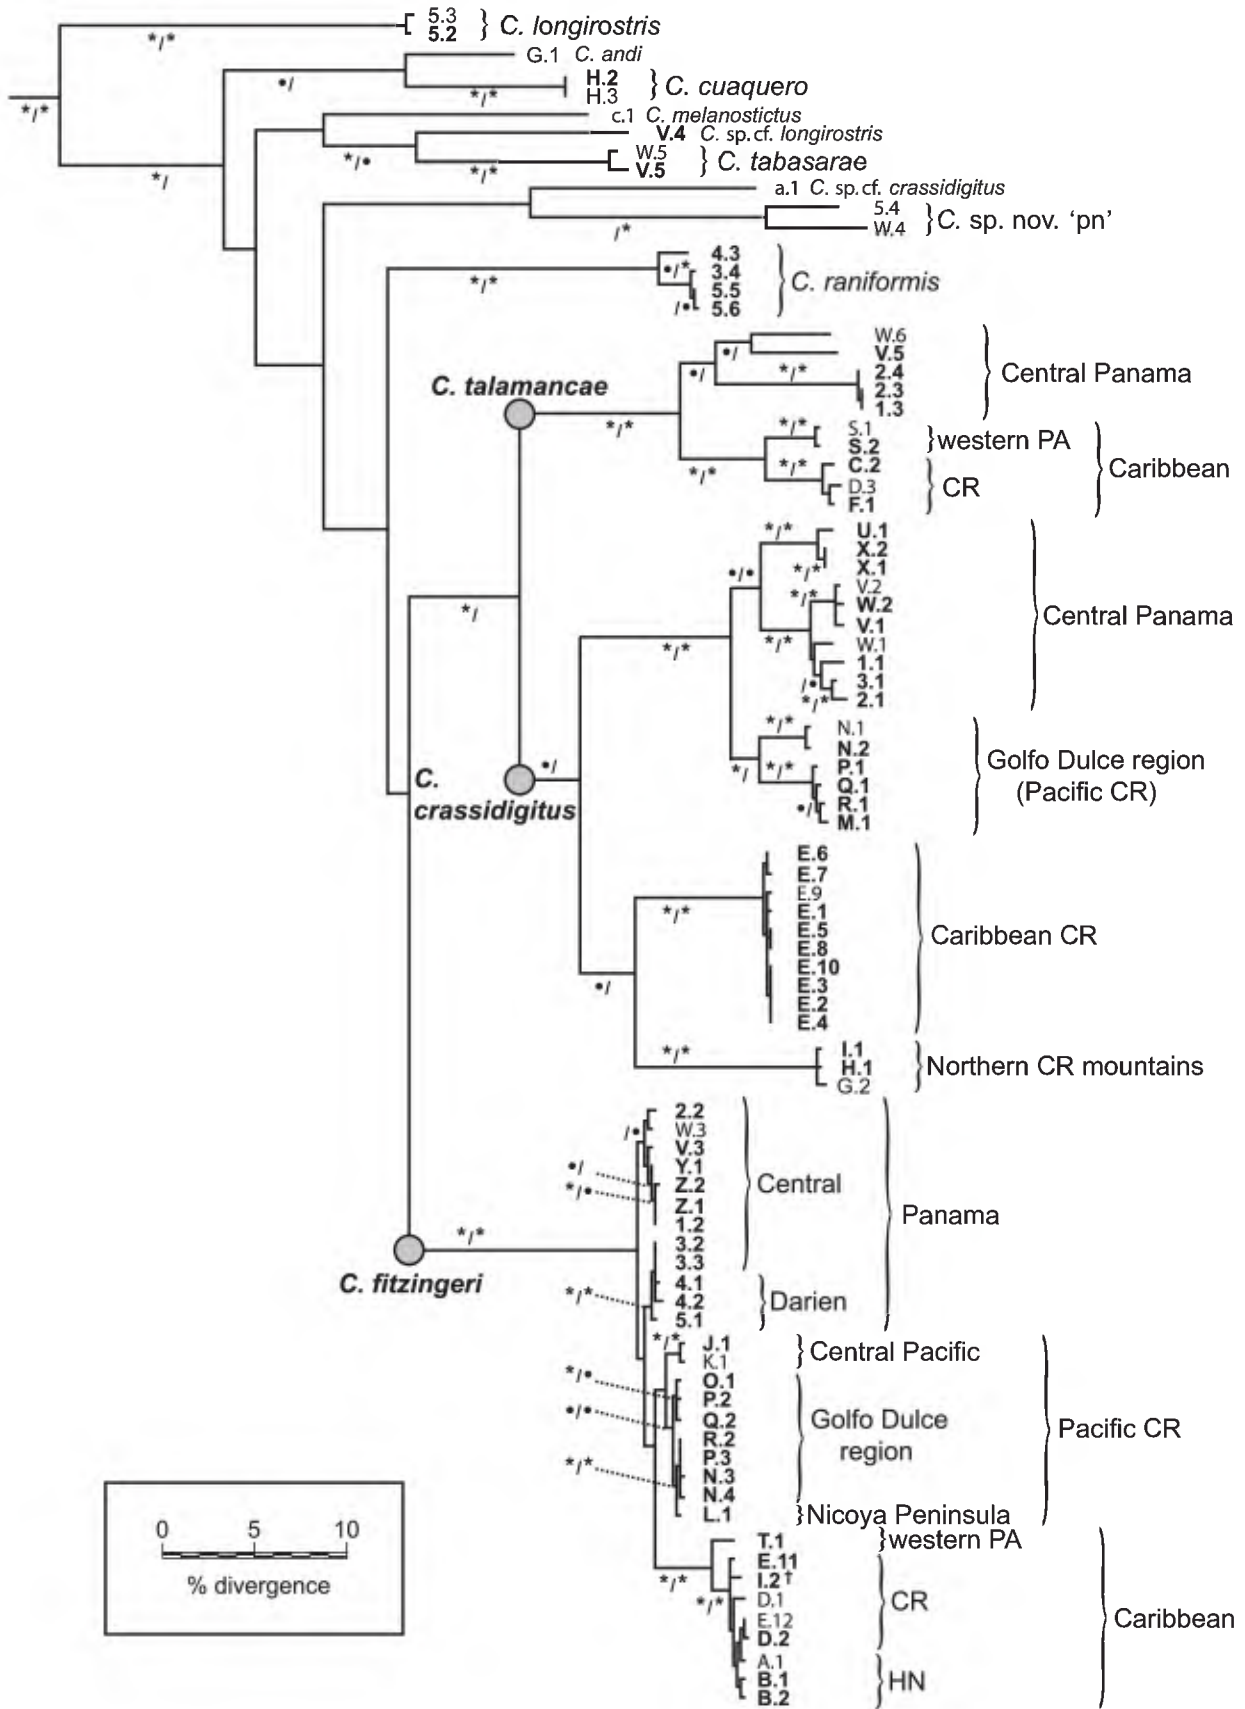 5.3
5.2
C. longirostris
*/*
G.1 C. andi
•/
H.2
H.3
C. cuaquero
*/*
*/*
c.1 C. melanostictus
V.4 C. sp. cf. longirostris
*/•
W.5
V.5
C. tabasarae
*/*
*/
a.1 C. sp. cf. crassidigitus
5.4
W.4
C. sp. nov. 'pn'
/*
4.3
3.4
5.5
5.6
C. raniformis
•/*
*/*
/•
W.6
V.5
2.4
2.3
1.3
Central Panama
•/
•/
*/*
C. talamancae
*/*
S.1
S.2
western PA
*/*
C.2
D.3
F.1
CR
Caribbean
*/*
*/*
U.1
X.2
X.1
*/*
*/*
•/•
V.2
W.2
V.1
W.1
1.1
3.1
2.1
Central Panama
*/*
*/*
/•
*/*
*/
*/*
N.1
N.2
P.1
Q.1
R.1
M.1
Golfo Dulce region
(Pacific CR)
*/*
*/*
*/
•/
C.
crassidigitus
•/
E.6
E.7
E.9
E.1
E.5
E.8
E.10
E.3
E.2
E.4
Caribbean CR
*/*
•/
I.1
H.1
G.2
Northern CR mountains
*/*
2.2
W.3
V.3
Y.1
Z.2
Z.1
1.2
3.2
3.3
Central
Panama
/•
•/
*/•
*/*
C. fitzingeri
4.1
4.2
5.1
Darien
*/*
J.1
K.1
Central Pacific
*/*
O.1
P.2
Q.2
R.2
P.3
N.3
N.4
Golfo Dulce
region
Pacific CR
*/•
•/•
*/*
L.1
Nicoya Peninsula
T.1
western PA
E.11
I.2†
D.1
E.12
D.2
CR
Caribbean
*/*
*/*
A.1
B.1
B.2
HN
0 5 10
% divergence